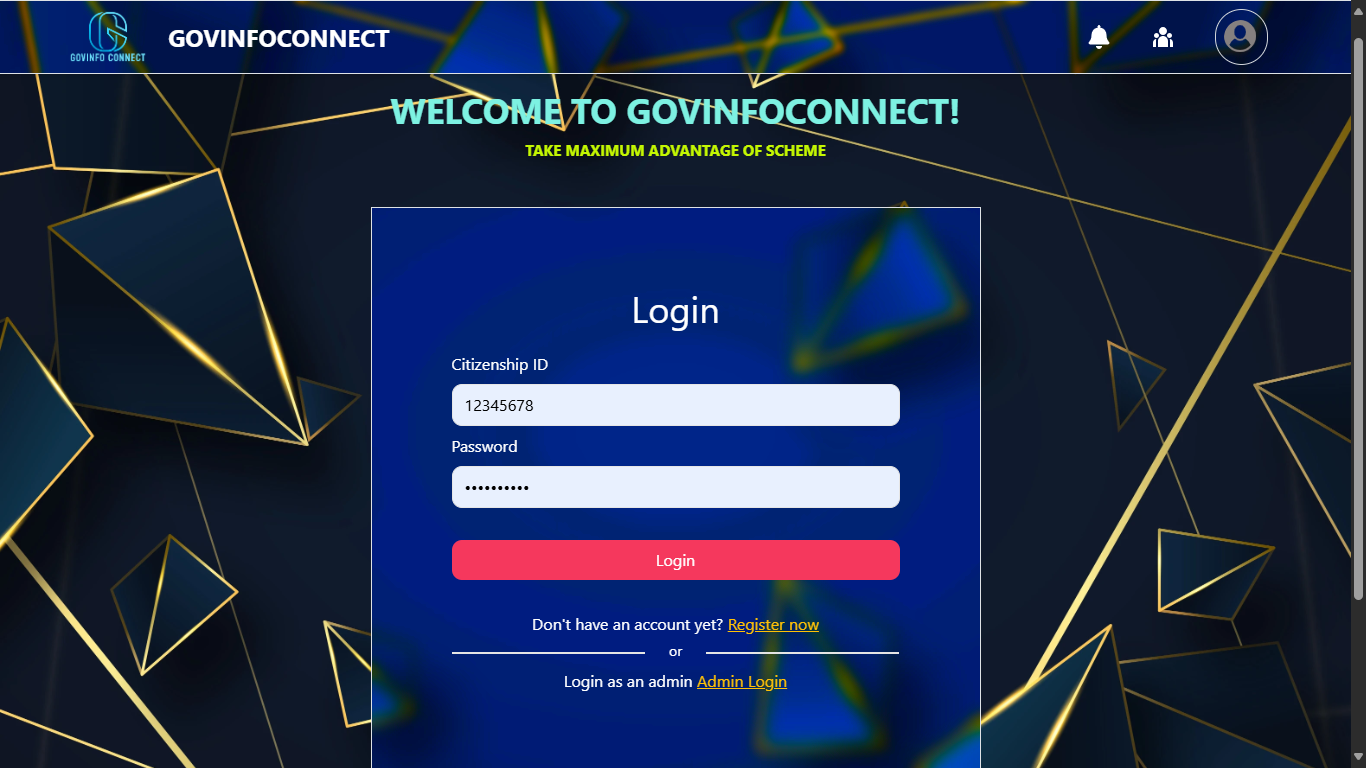 GOVINFO CONNECT
GOVINFOCONNECT
WELCOME TO GOVINFOCONNECT!
TAKE MAXIMUM ADVANTAGE OF SCHEME
Login
Citizenship ID
12345678
Password
••••••••••
Login
Don't have an account yet? Register now
or
Login as an admin Admin Login